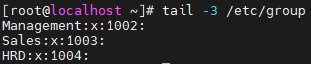 [root@localhost ~]# tail -3 /etc/group
Management:x:1002:
Sales:x:1003:
HRD:x:1004: